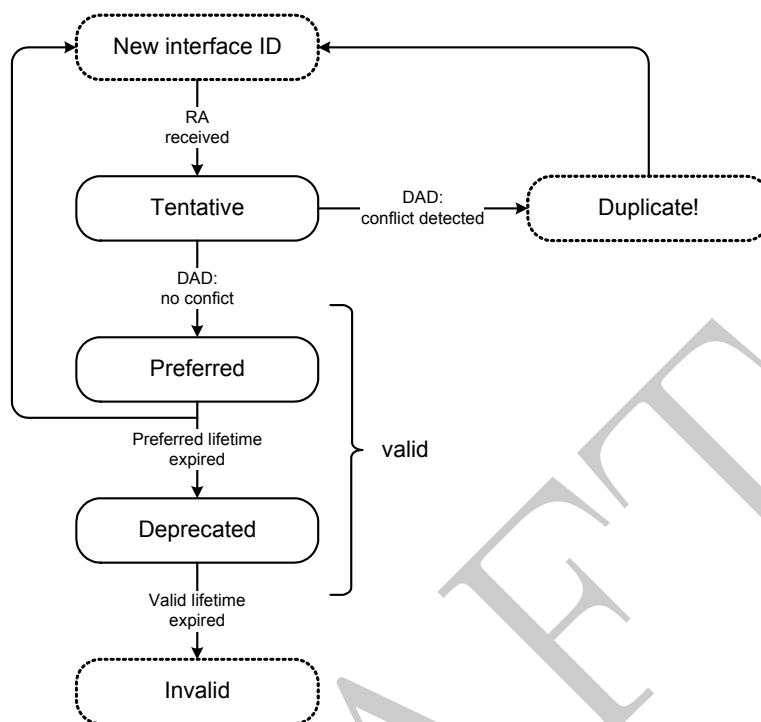 New interface ID
RA
received
Tentative
DAD:
conflict detected
Duplicate!
DAD:
no confict
Preferred
Preferred lifetime
expired
valid
Deprecated
Valid lifetime
expired
Invalid
AFT